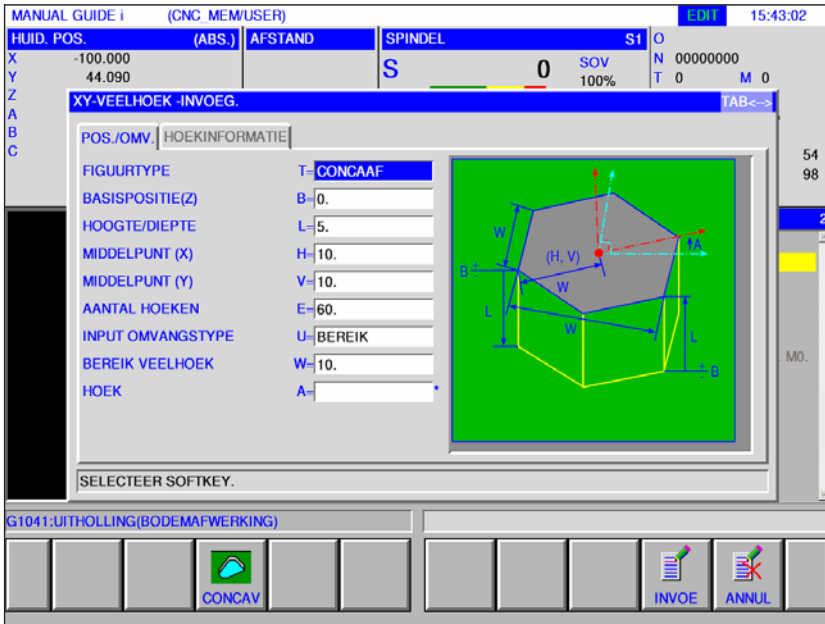 MANUAL GUIDE i (CNC_MEM/USER) EDIT 15:43:02
HUID. POS. (ABS.) AFSTAND SPINDEL S1 O
X -100.000 S 0 SOV N 00000000
Y 44.090 100% T 0 M 0
Z
A
B
C
54
98
XY-VEELHOEK -INVOEG. TAB<-->
POS./OMV. HOEKINFORMATIE
FIGUURTYPE T= CONCAAF
BASISPOSITIE(Z) B= 0.
HOOGTE/DIEPTE L= 5.
MIDDELPUNT (X) H= 10.
MIDDELPUNT (Y) V= 10.
AANTAL HOEKEN E= 60.
INPUT OMVANGSTYPE U= BEREIK
BEREIK VEELHOEK W= 10.
HOEK A= *
W
A
(H, V)
B + -
W
L
W
L
+ - B
2
M0.
SELECTEER SOFTKEY.
G1041:UITHOLLING(BODEMAFWERKING)
CONCAV INVOE ANNUL